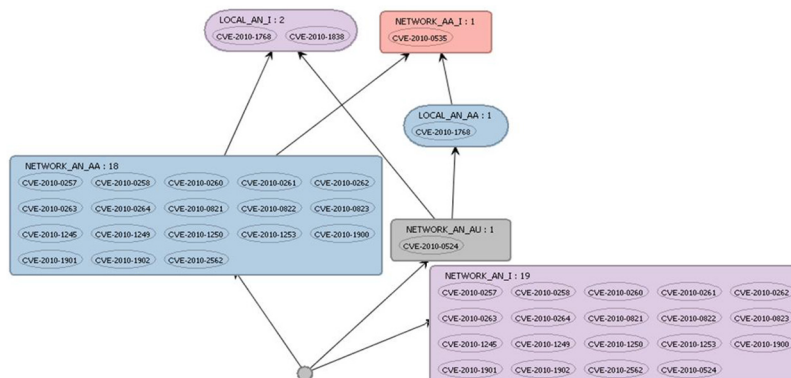 LOCAL_AN_I : 2
CVE-2010-1768 CVE-2010-1838
NETWORK_AA_I : 1
CVE-2010-0535
LOCAL_AN_AA : 1
CVE-2010-1768
NETWORK_AN_AA : 18
CVE-2010-0257 CVE-2010-0258 CVE-2010-0260 CVE-2010-0261 CVE-2010-0262
CVE-2010-0263 CVE-2010-0264 CVE-2010-0821 CVE-2010-0822 CVE-2010-0823
CVE-2010-1245 CVE-2010-1249 CVE-2010-1250 CVE-2010-1253 CVE-2010-1900
CVE-2010-1901 CVE-2010-1902 CVE-2010-2562
NETWORK_AN_AU : 1
CVE-2010-0524
NETWORK_AN_I : 19
CVE-2010-0257 CVE-2010-0258 CVE-2010-0260 CVE-2010-0261 CVE-2010-0262
CVE-2010-0263 CVE-2010-0264 CVE-2010-0821 CVE-2010-0822 CVE-2010-0823
CVE-2010-1245 CVE-2010-1249 CVE-2010-1250 CVE-2010-1253 CVE-2010-1900
CVE-2010-1901 CVE-2010-1902 CVE-2010-2562 CVE-2010-0524